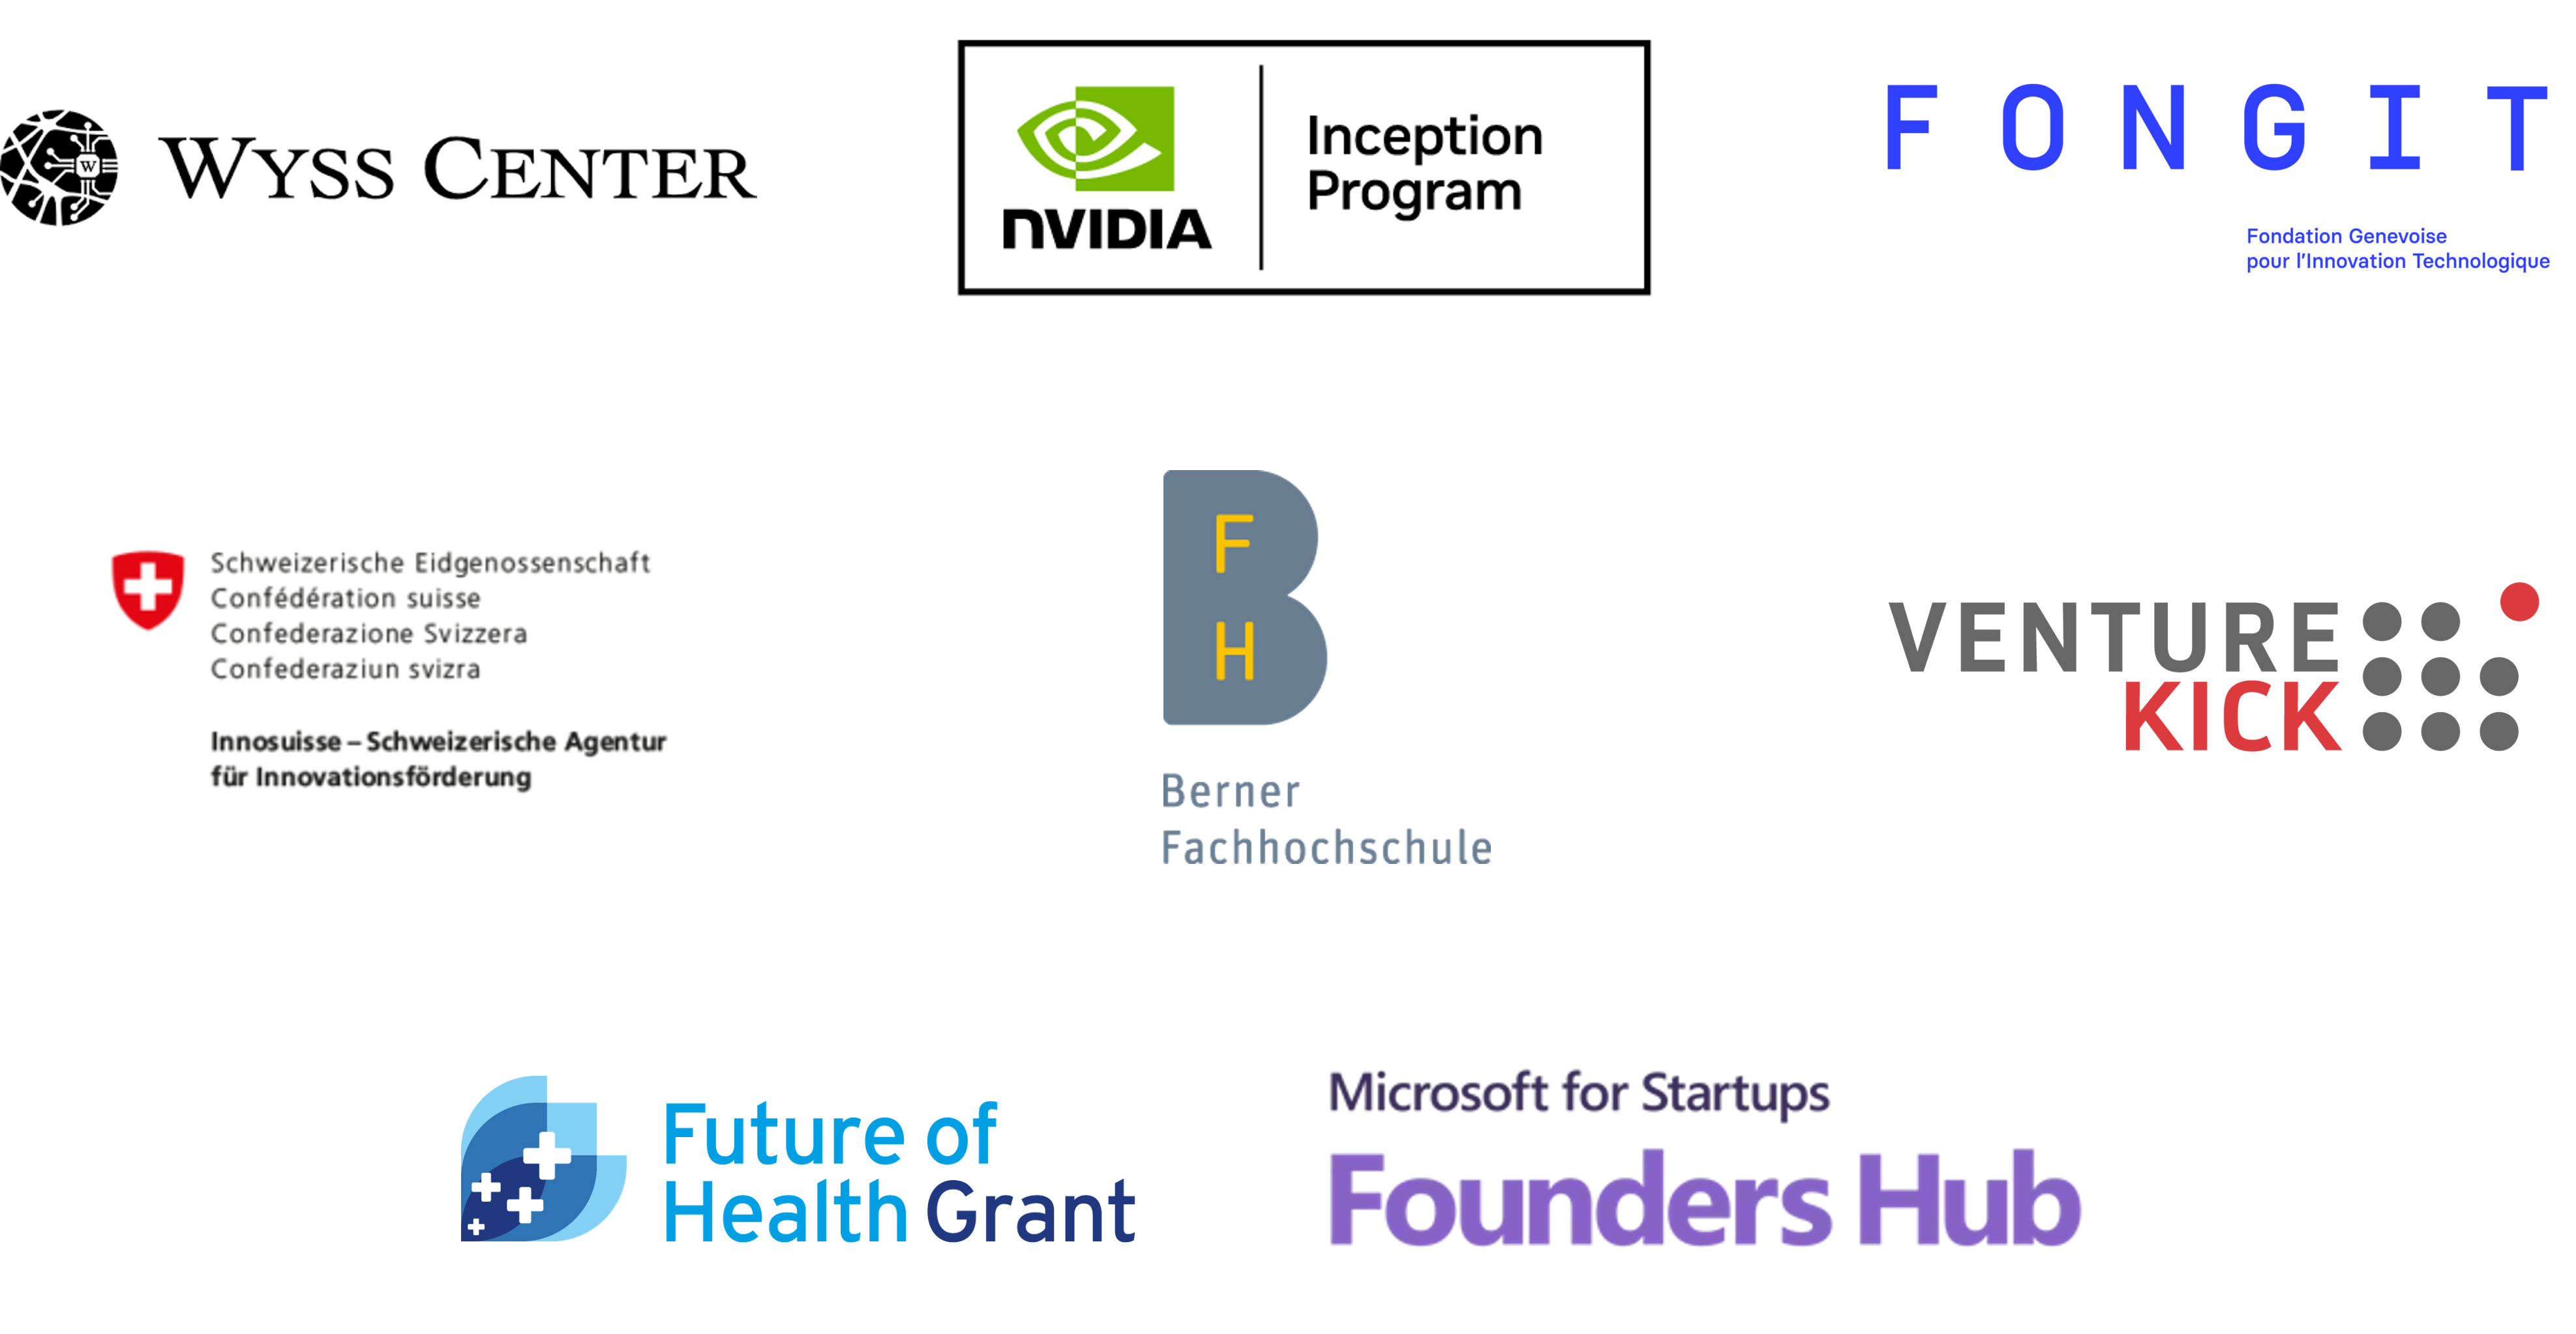 W
WYSS CENTER
NVIDIA
Inception
Program
FONGIT
Fondation Genevoise
pour l'Innovation Technologique
Schweizerische Eidgenossenschaft
Confédération suisse
Confederazione Svizzera
Confederaziun svizra
Innosuisse – Schweizerische Agentur
für Innovationsförderung
B
F
H
Berner
Fachhochschule
VENTURE
KICK
Future of
Health Grant
Microsoft for Startups
Founders Hub